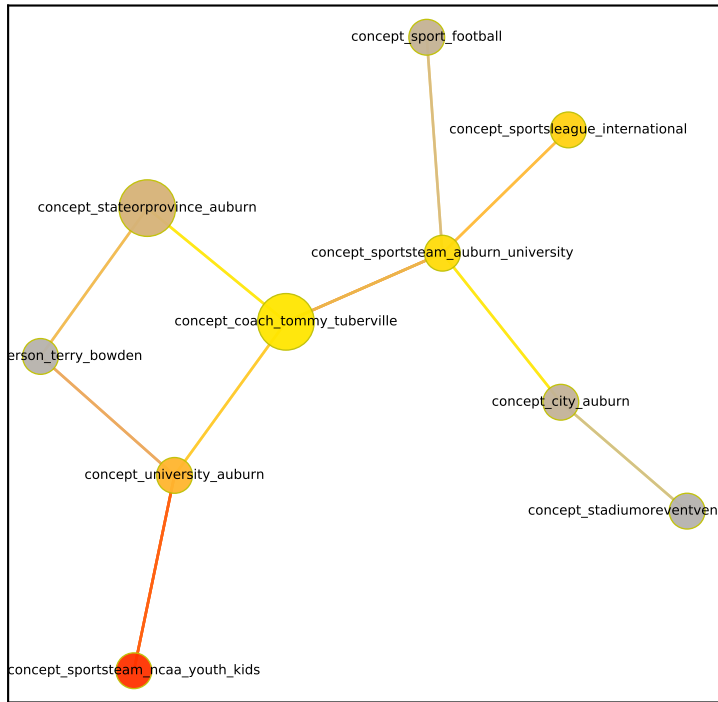 concept_sport_football
concept_sportsleague_international
concept_stateorprovince_auburn
concept_sportsteam_auburn_university
concept_coach_tommy_tuberville
erson_terry_bowden
concept_city_auburn
concept_university_auburn
concept_stadiumoreventven
concept_sportsteam_ncaa_youth_kids